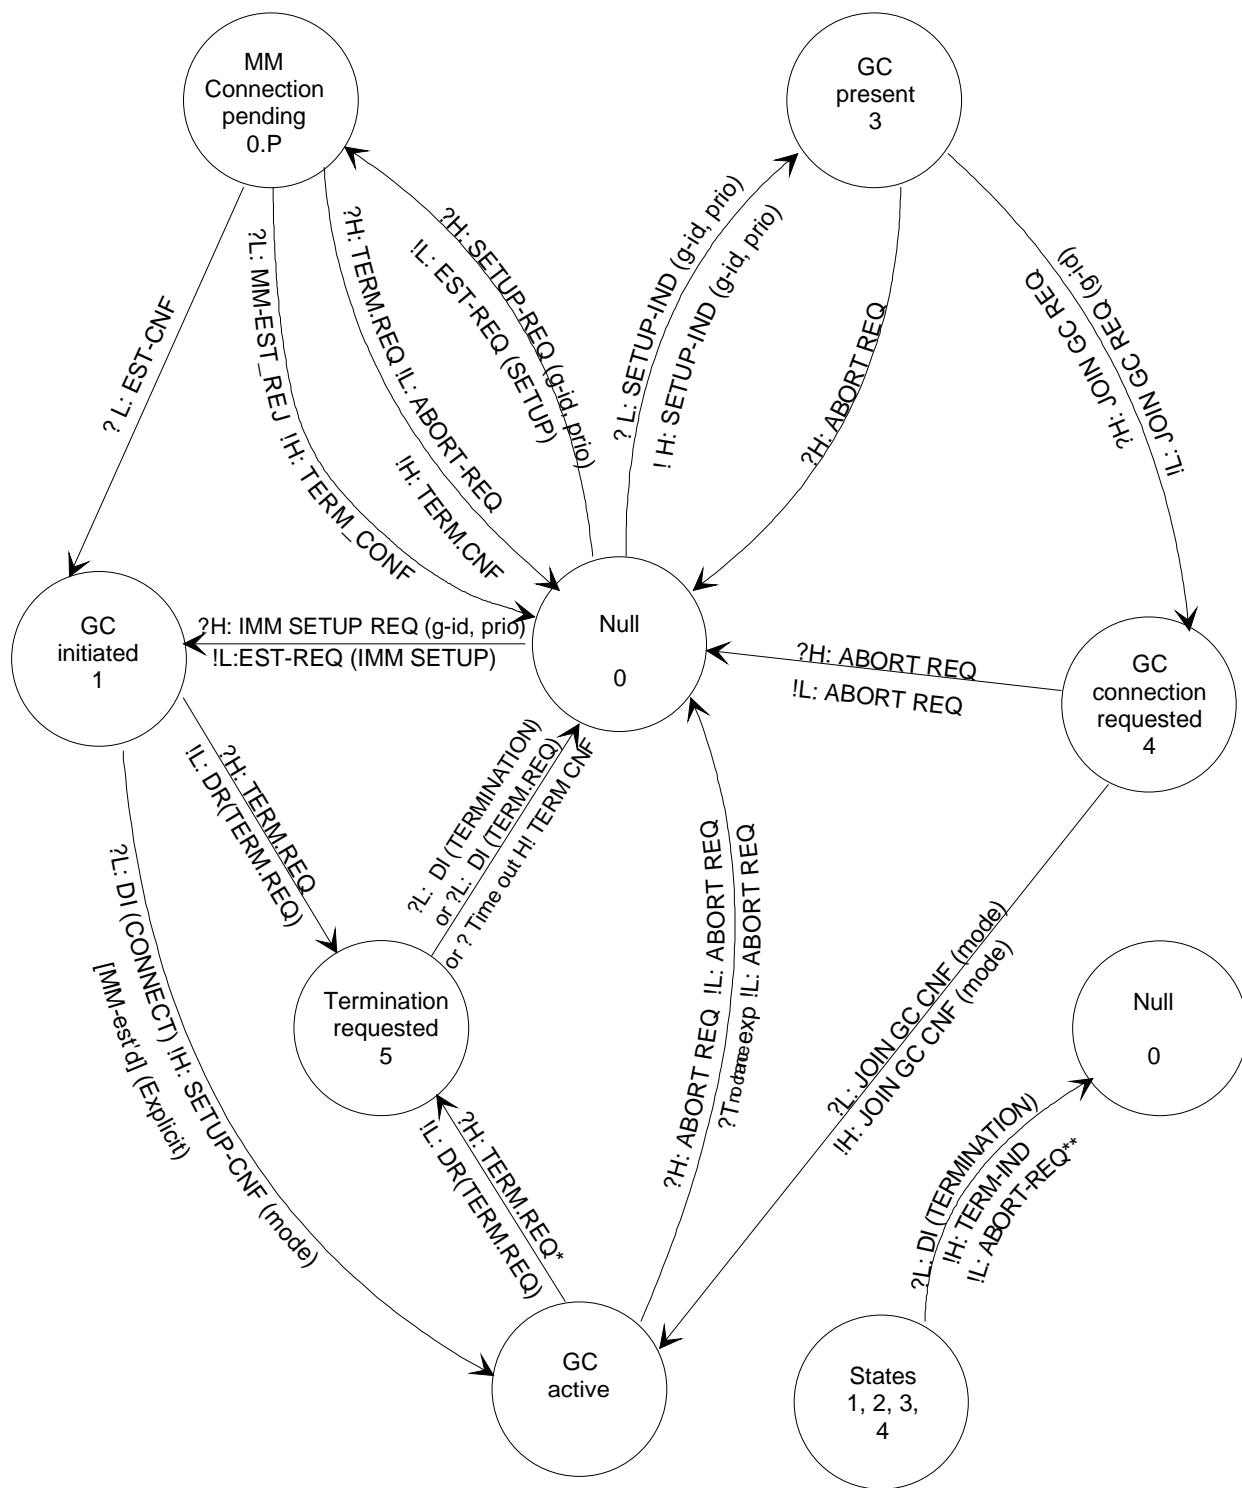 MM
Connection
pending
0.P
GC
present
3
?L: EST-CNF
?L: MM-EST_REJ !H: TERM_CONF
?H: TERM.REQ !L: ABORT-REQ
!H: TERM.CNF
?H: SETUP-REQ (g-id, prio)
!L: EST-REQ (SETUP)
? L: SETUP-IND (g-id, prio)
! H: SETUP-IND (g-id, prio)
?H: ABORT REQ
!L: JOIN GC REQ (g-id)
?H: JOIN GC REQ
GC
initiated
1
?H: IMM SETUP REQ (g-id, prio)
!L:EST-REQ (IMM SETUP)
Null
0
?H: ABORT REQ
!L: ABORT REQ
GC
connection
requested
4
?H: TERM.REQ
!L: DR(TERM.REQ)
?L: DI (TERMINATION)
or ?L: DI (TERM.REQ)
or ? Time out H! TERM CNF
?L: DI (CONNECT) !H: SETUP-CNF (mode)
[MM-est'd] (Explicit)
?H: ABORT REQ !L: ABORT REQ
exp !L: ABORT REQ
?L: JOIN GC CNF (mode)
!H: JOIN GC CNF (mode)
Termination
requested
5
Null
0
?H: TERM.REQ*
!L: DR(TERM.REQ)
?L: DI (TERMINATION)
!H: TERM-IND
!L: ABORT-REQ**
GC
active
States
1, 2, 3,
4